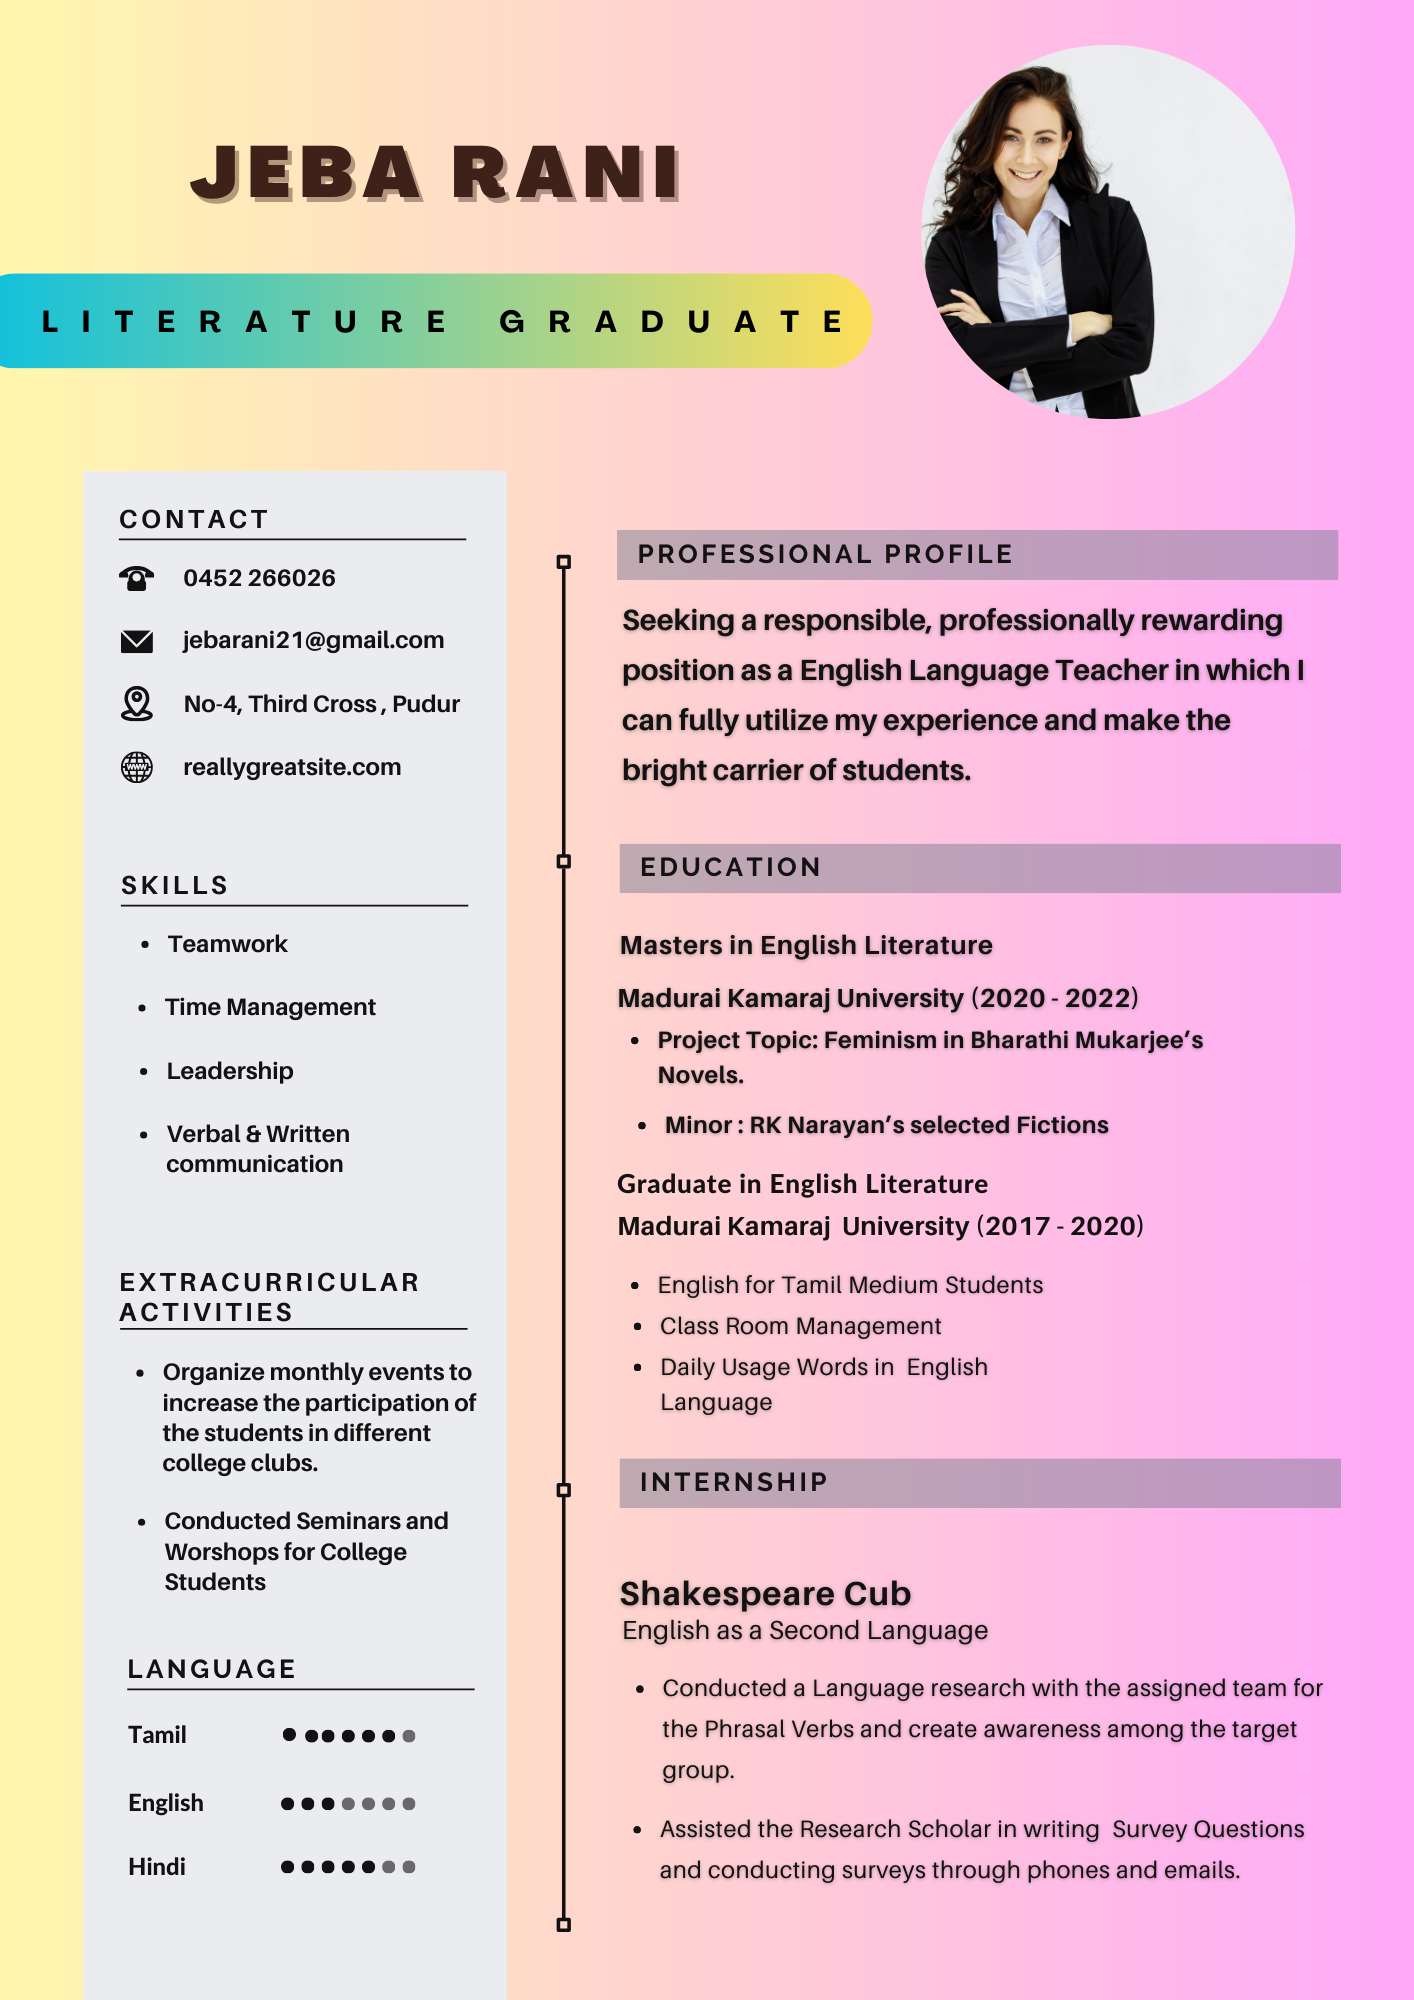 JEBA RANI
LITERATURE GRADUATE
CONTACT
0452 266026
jebarani21@gmail.com
No-4, Third Cross , Pudur
www
reallygreatsite.com
SKILLS
• Teamwork
• Time Management
• Leadership
• Verbal & Written
communication
EXTRACURRICULAR
ACTIVITIES
• Organize monthly events to
increase the participation of
the students in different
college clubs.
• Conducted Seminars and
Worshops for College
Students
LANGUAGE
Tamil
English
Hindi
PROFESSIONAL PROFILE
Seeking a responsible, professionally rewarding
position as a English Language Teacher in which I
can fully utilize my experience and make the
bright carrier of students.
EDUCATION
Masters in English Literature
Madurai Kamaraj University (2020 - 2022)
• Project Topic: Feminism in Bharathi Mukarjee’s
Novels.
• Minor : RK Narayan’s selected Fictions
Graduate in English Literature
Madurai Kamaraj University (2017 - 2020)
• English for Tamil Medium Students
• Class Room Management
• Daily Usage Words in English
Language
INTERNSHIP
Shakespeare Cub
English as a Second Language
• Conducted a Language research with the assigned team for
the Phrasal Verbs and create awareness among the target
group.
• Assisted the Research Scholar in writing Survey Questions
and conducting surveys through phones and emails.